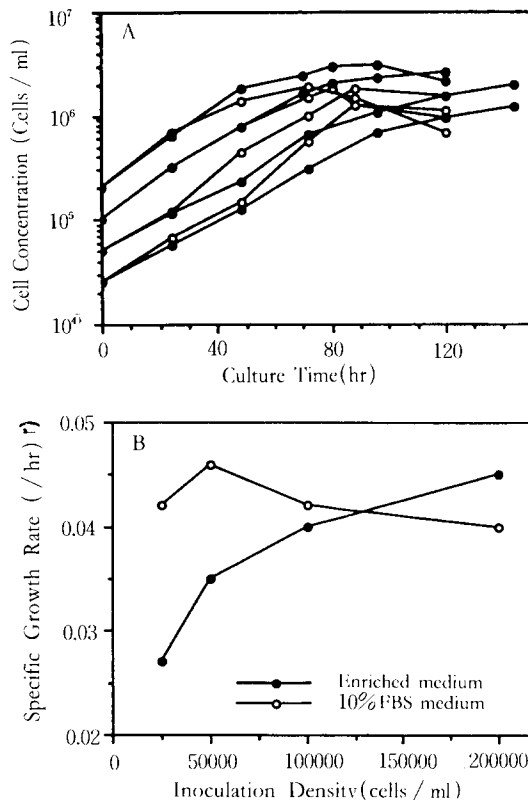 A
10⁷
10⁶
10⁵
Cell Concentration (Cells / ml)
0 40 80 120
Culture Time(hr)
B
0.05
0.04
0.03
0.02
Specific Growth Rate ( / hr)
Enriched medium
10% FBS medium
0 50000 100000 150000 200000
Inoculation Density(cells / ml)